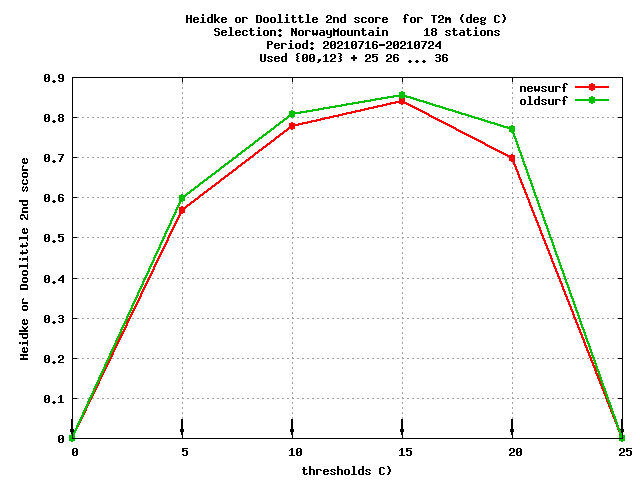 Heidke or Doolittle 2nd score  for T2m (deg C)
Selection: NorwayMountain     18 stations
Period: 20210716-20210724
Used {00,12} + 25 26 ... 36
newsurf
oldsurf
0.9
0.8
0.7
0.6
0.5
0.4
0.3
0.2
0.1
0
Heidke or Doolittle 2nd score
0 5 10 15 20 25
thresholds C)